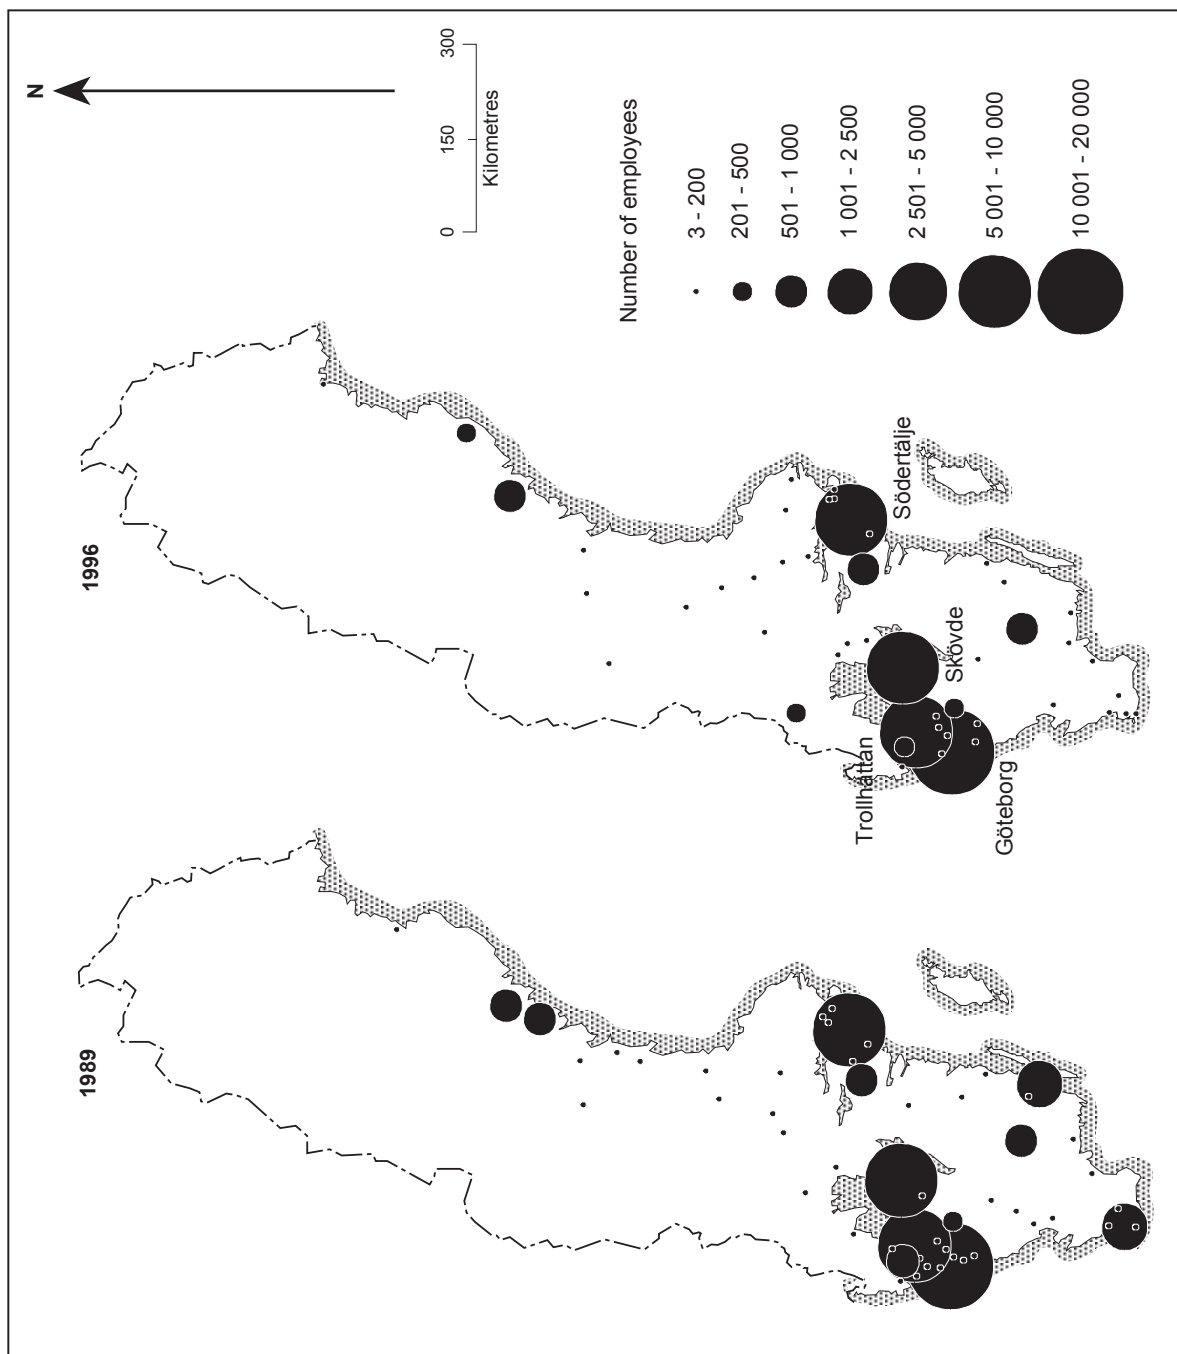 1989
1996
N
0 150 300
Kilometres
Number of employees
3 - 200
201 - 500
501 - 1 000
1 001 - 2 500
2 501 - 5 000
5 001 - 10 000
10 001 - 20 000
Södertälje
Skövde
Trollhättan
Göteborg